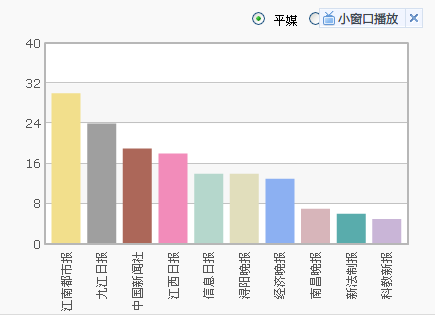 平媒
小窗口播放
40
32
24
16
8
0
江南都市报
九江日报
中国新闻社
江西日报
信息日报
浔阳晚报
经济晚报
南昌晚报
新法制报
科教新报